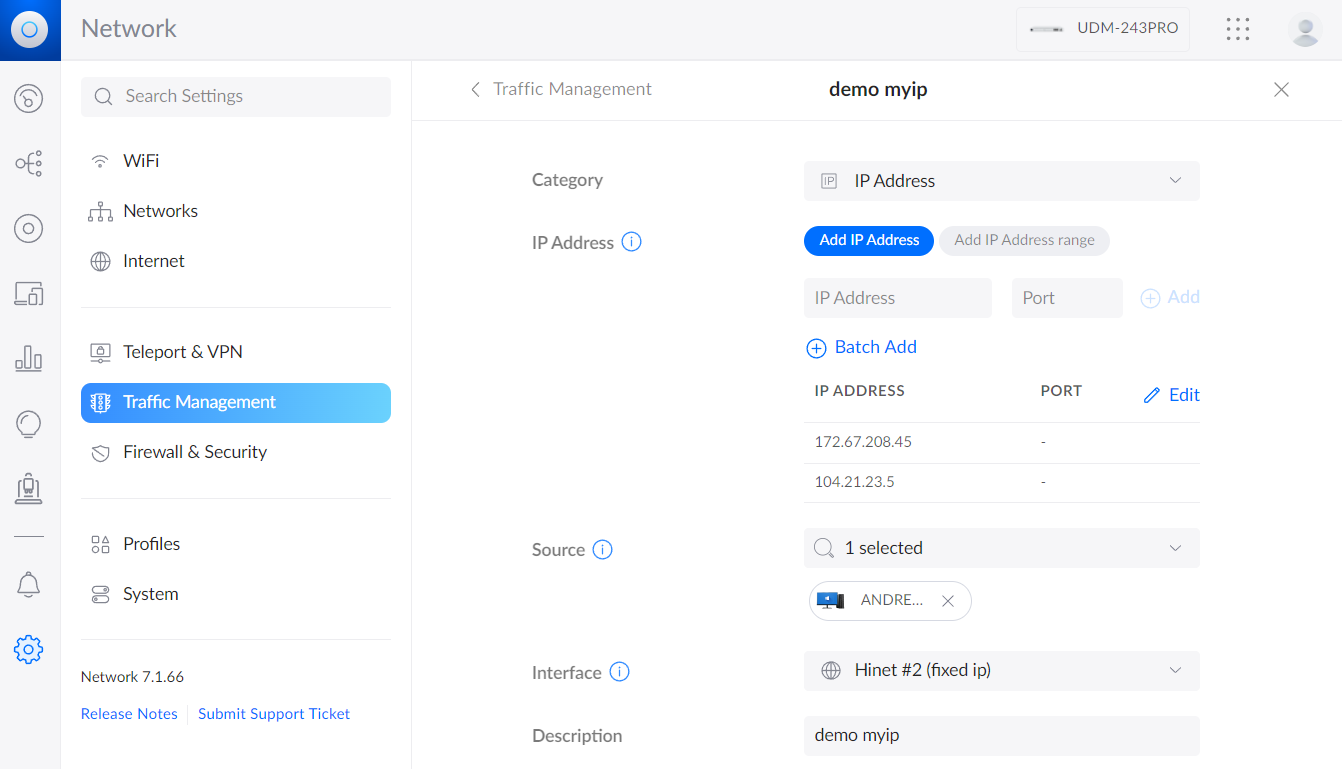 Network
UDM-243PRO
Search Settings
WiFi
Networks
Internet
Teleport & VPN
Traffic Management
Firewall & Security
Profiles
System
Network 7.1.66
Release Notes
Submit Support Ticket
Traffic Management
demo myip
Category
IP
IP Address
IP Address
Add IP Address
Add IP Address range
IP Address
Port
Add
Batch Add
IP ADDRESS
PORT
Edit
172.67.208.45
-
104.21.23.5
-
Source
1 selected
ANDRE...
Interface
Hinet #2 (fixed ip)
Description
demo myip